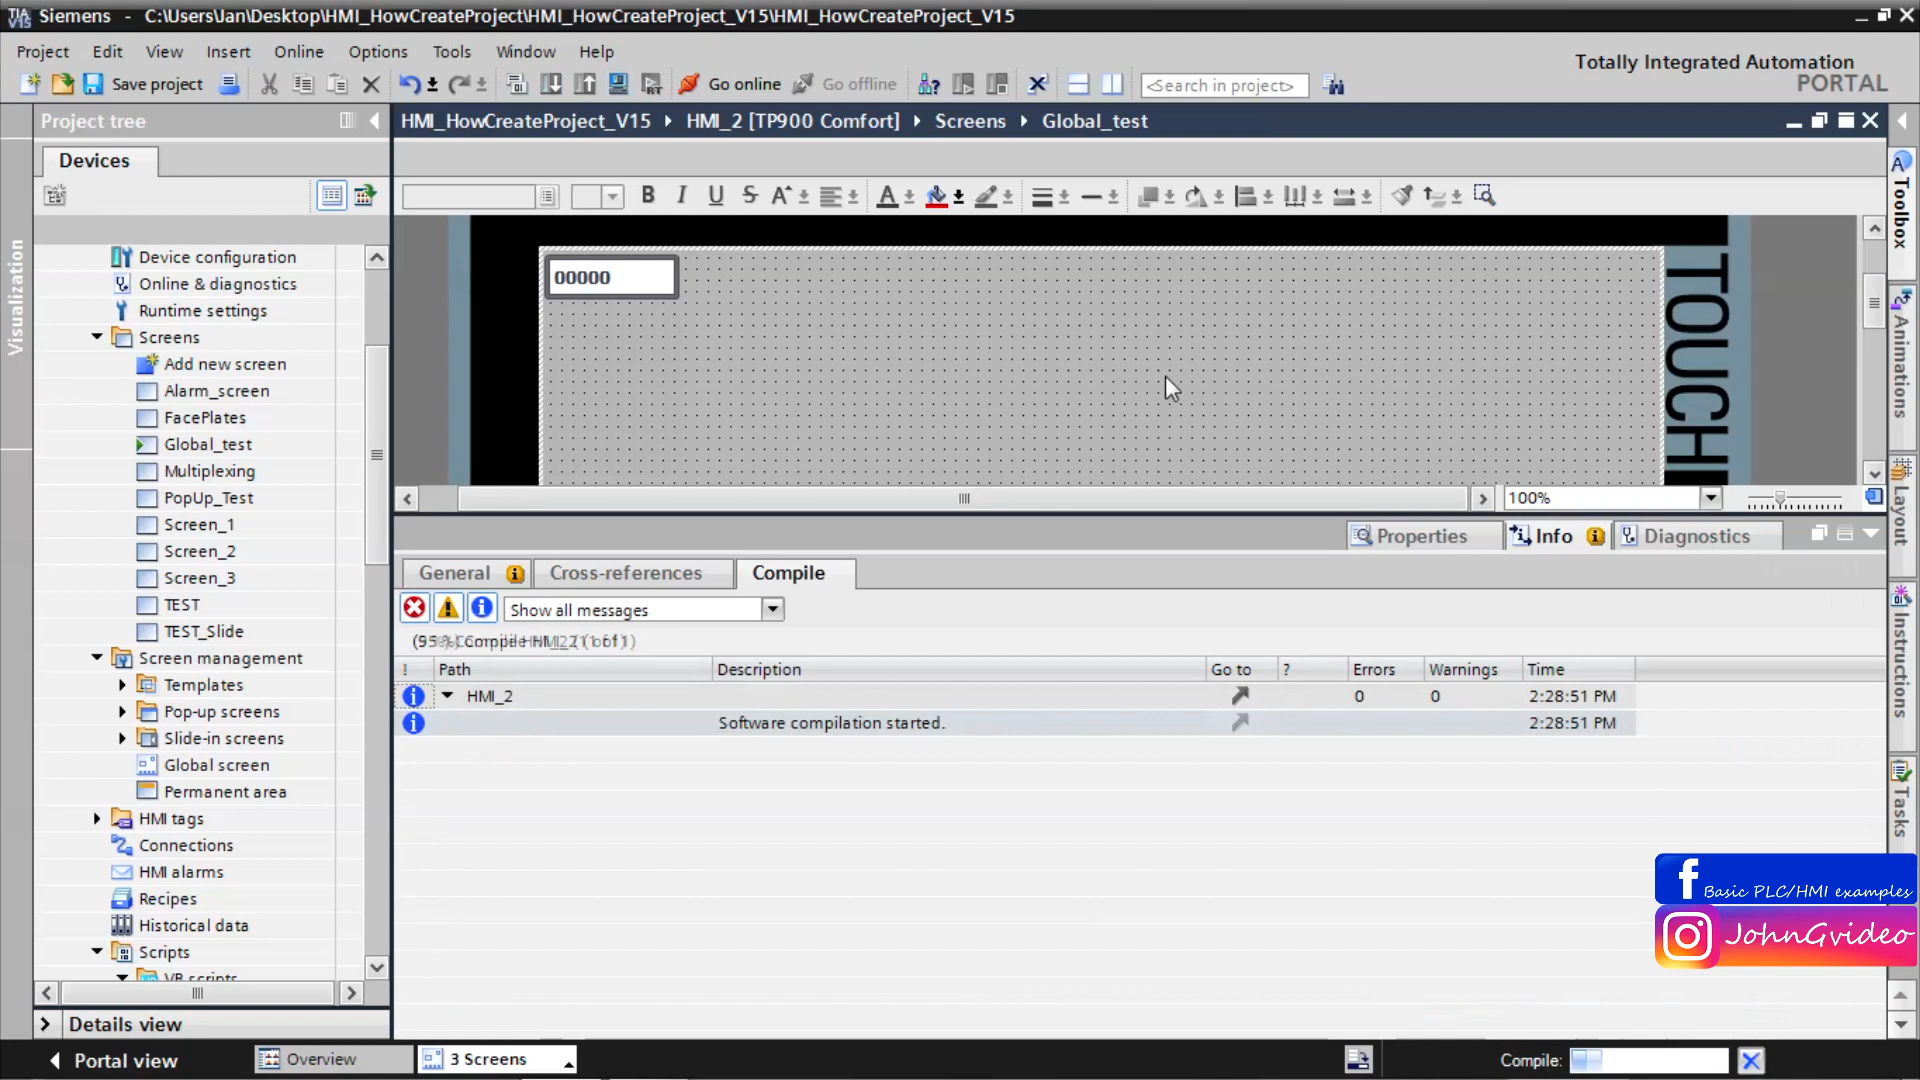 Siemens - C:\Users\Jan\Desktop\HMI_HowCreateProject\HMI_HowCreateProject_V15\HMI_HowCreateProject_V15
Project Edit View Insert Online Options Tools Window Help
Totally Integrated Automation
PORTAL
Save project
Go online
Go offline
<Search in project>
Project tree
HMI_HowCreateProject_V15 HMI_2 [TP900 Comfort] Screens Global_test
Devices
Visualization
Device configuration
Online & diagnostics
Runtime settings
Screens
Add new screen
Alarm_screen
FacePlates
Global_test
Multiplexing
PopUp_Test
Screen_1
Screen_2
Screen_3
TEST
TEST_Slide
Screen management
Templates
Pop-up screens
Slide-in screens
Global screen
Permanent area
HMI tags
Connections
HMI alarms
Recipes
Historical data
Scripts
VB scripts
Details view
00000
TOUCH
100%
Properties Info Diagnostics
General Cross-references Compile
Show all messages
! Path Description Go to ? Errors Warnings Time
HMI_2 0 0 2:28:51 PM
Software compilation started. 2:28:51 PM
Toolbox
Animations
Layout
Instructions
Tasks
Basic PLC/HMI examples
JohnGvideo
Portal view
Overview
3 Screens
Compile: